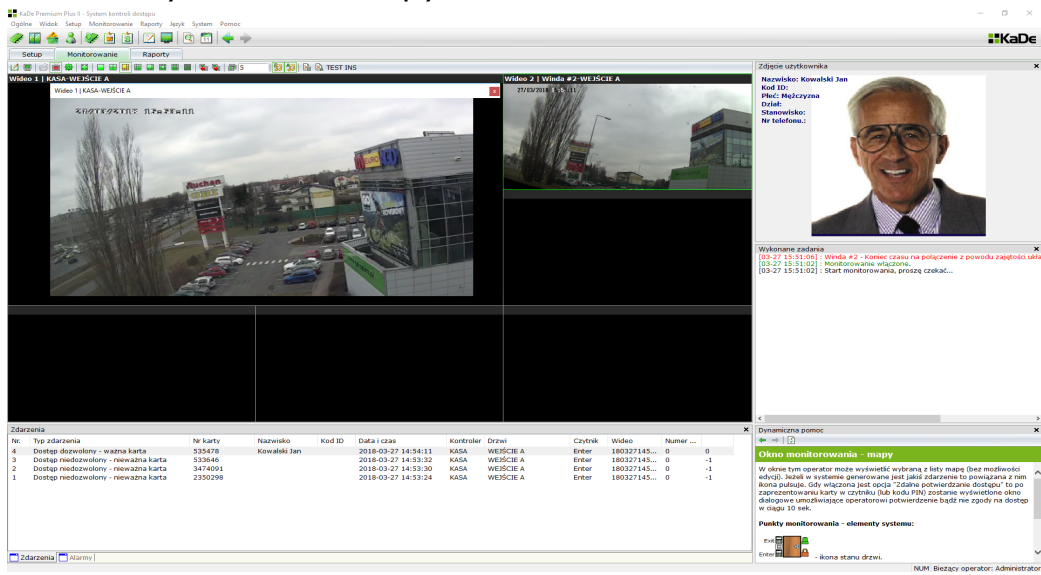 KaDe Premium Plus II - System kontroli dostępu
Ogólne Widok Setup Monitorowanie Raporty Język System Pomoc
KaDe
Setup Monitorowanie Raporty
5 TEST INS
Wideo 1 | KASA-WEJŚCIE A
Wideo 1 | KASA-WEJŚCIE A
Auchan
EURO
Wideo 2 | Winda #2-WEJŚCIE A
27/03/2018
Zdjęcie użytkownika
Nazwisko: Kowalski Jan
Kod ID:
Płeć: Mężczyzna
Dział:
Stanowisko:
Nr telefonu.:
Wykonane zadania
[03-27 15:51:06] : Winda #2 - Koniec czasu na połączenie z powodu zajętości ukła
[03-27 15:51:02] : Monitorowanie włączone.
[03-27 15:51:02] : Start monitorowania, proszę czekać...
Zdarzenia
Nr. Typ zdarzenia Nr karty Nazwisko Kod ID Data i czas Kontroler Drzwi Czytnik Wideo Numer ...
4 Dostęp dozwolony - ważna karta 535478 Kowalski Jan 2018-03-27 14:54:11 KASA WEJŚCIE A Enter 180327145... 0 0
3 Dostęp niedozwolony - nieważna karta 533646 2018-03-27 14:53:32 KASA WEJŚCIE A Enter 180327145... 0 -1
2 Dostęp niedozwolony - nieważna karta 3474091 2018-03-27 14:53:30 KASA WEJŚCIE A Enter 180327145... 0 -1
1 Dostęp niedozwolony - nieważna karta 2350298 2018-03-27 14:53:24 KASA WEJŚCIE A Enter 180327145... 0 -1
Zdarzenia Alarmy
Dynamiczna pomoc
Okno monitorowania - mapy
W oknie tym operator może wyświetlić wybraną z listy mapę (bez możliwości
edycji). Jeżeli w systemie generowane jest jakiś zdarzenie to powiązana z nim
ikona pulsuje. Gdy włączona jest opcja "Zdalne potwierdzanie dostępu" to po
zaprezentowaniu karty w czytniku (lub kodu PIN) zostanie wyświetlone okno
dialogowe umożliwiające operatorowi potwierdzenie bądź nie zgody na dostęp
w ciągu 10 sek.
Punkty monitorowania - elementy systemu:
Exit
Enter
- ikona stanu drzwi.
NUM Bieżący operator: Administrator